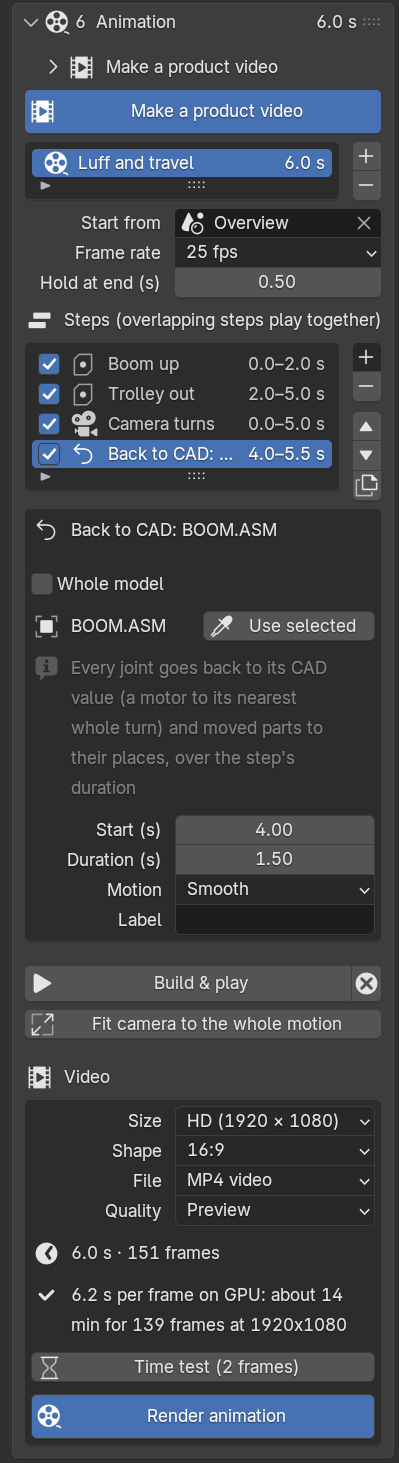 6 Animation 6.0 s
Make a product video
Make a product video
Luff and travel 6.0 s
Start from Overview
Frame rate 25 fps
Hold at end (s) 0.50
Steps (overlapping steps play together)
Boom up 0.0–2.0 s
Trolley out 2.0–5.0 s
Camera turns 0.0–5.0 s
Back to CAD: ... 4.0–5.5 s
Back to CAD: BOOM.ASM
Whole model
BOOM.ASM Use selected
Every joint goes back to its CAD
value (a motor to its nearest
whole turn) and moved parts to
their places, over the step's
duration
Start (s) 4.00
Duration (s) 1.50
Motion Smooth
Label
Build & play
Fit camera to the whole motion
Video
Size HD (1920 × 1080)
Shape 16:9
File MP4 video
Quality Preview
6.0 s · 151 frames
6.2 s per frame on GPU: about 14
min for 139 frames at 1920x1080
Time test (2 frames)
Render animation